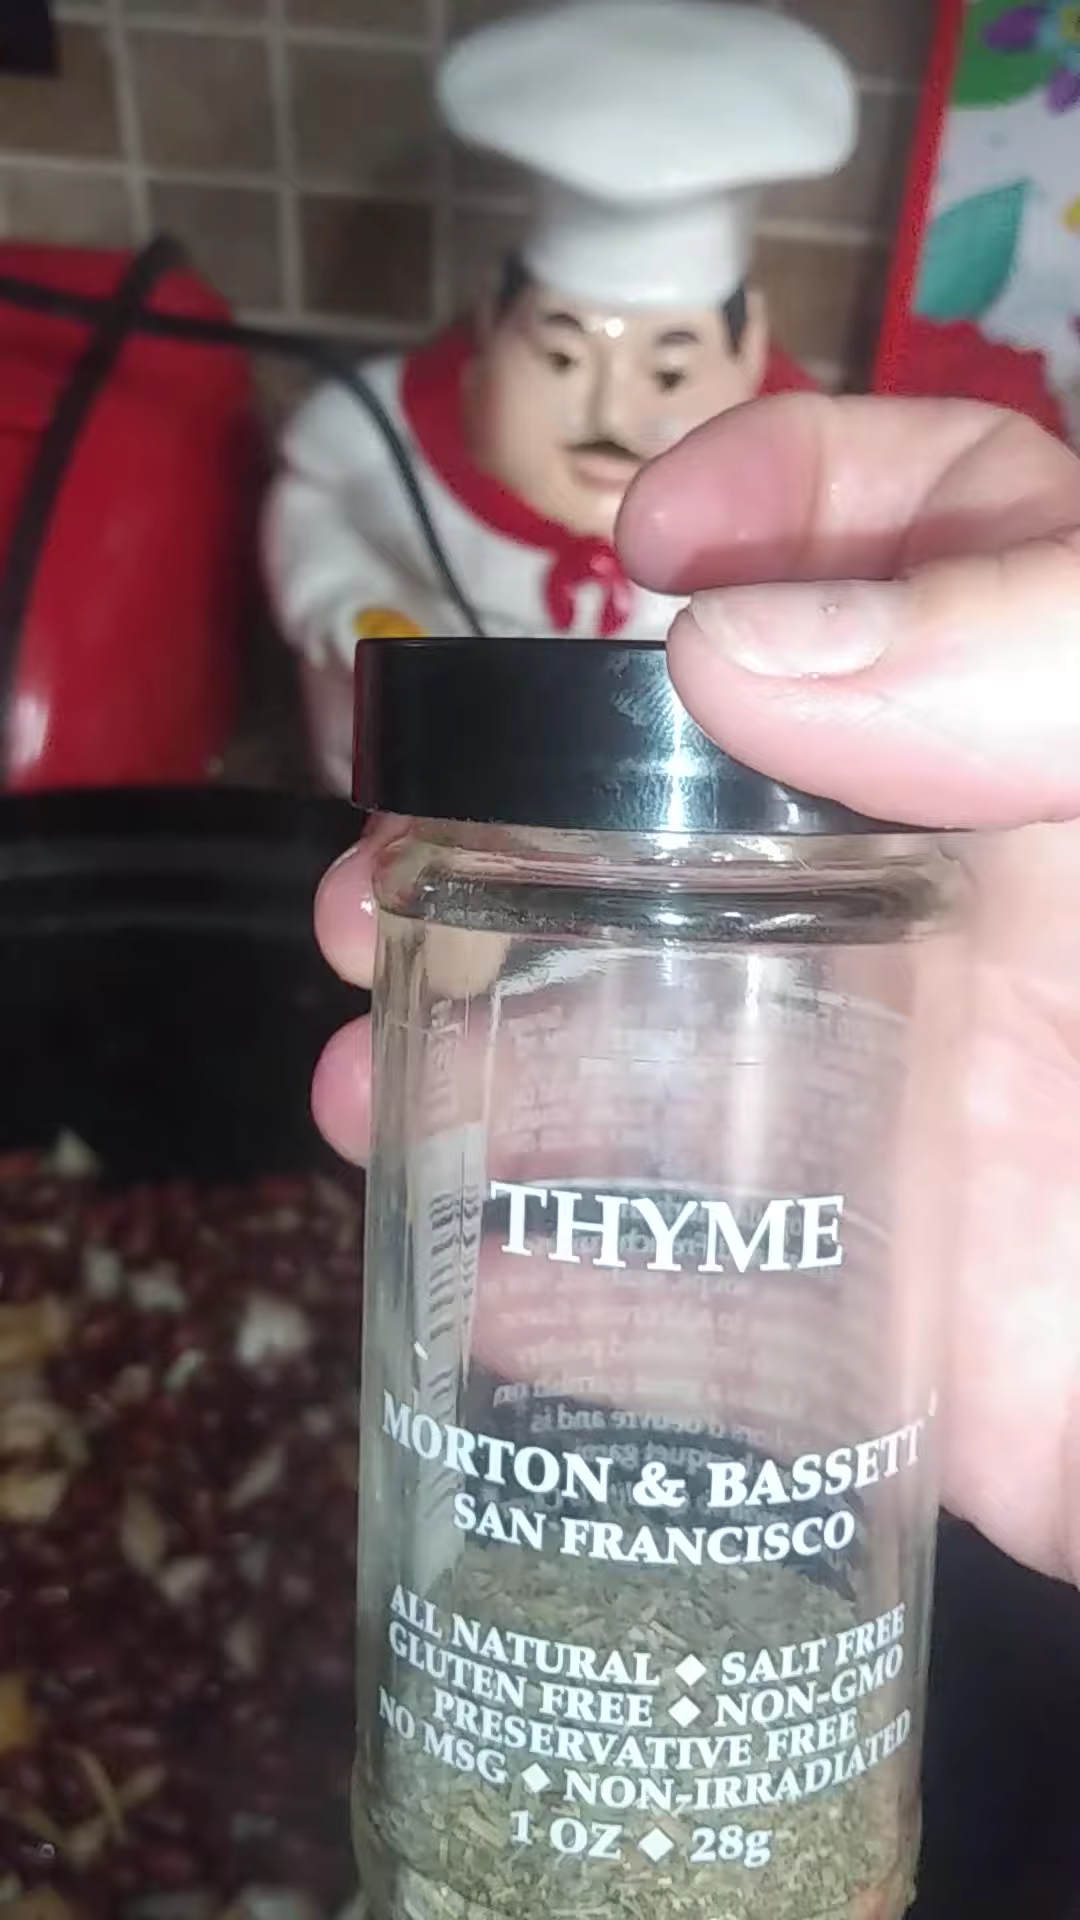 THYME
MORTON & BASSETT
SAN FRANCISCO
ALL NATURAL ◆ SALT FREE
GLUTEN FREE ◆ NON-GMO
PRESERVATIVE FREE
NO MSG ◆ NON-IRRADIATED
1 OZ ◆ 28g